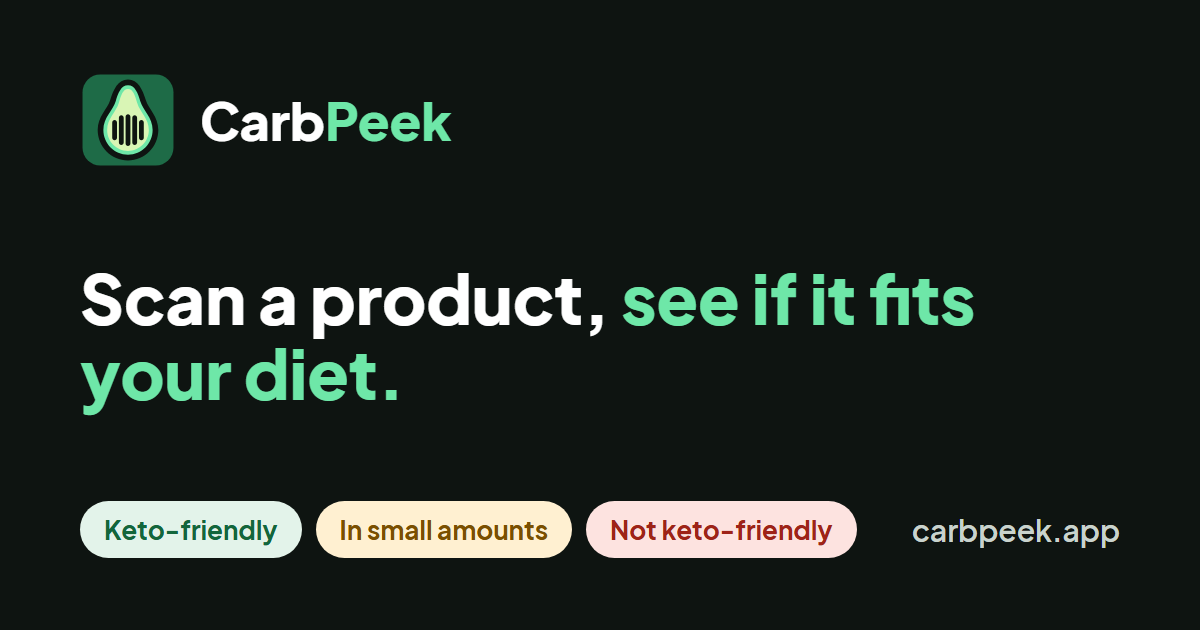 CarbPeek
Scan a product, see if it fits
your diet.
Keto-friendly
In small amounts
Not keto-friendly
carbpeek.app